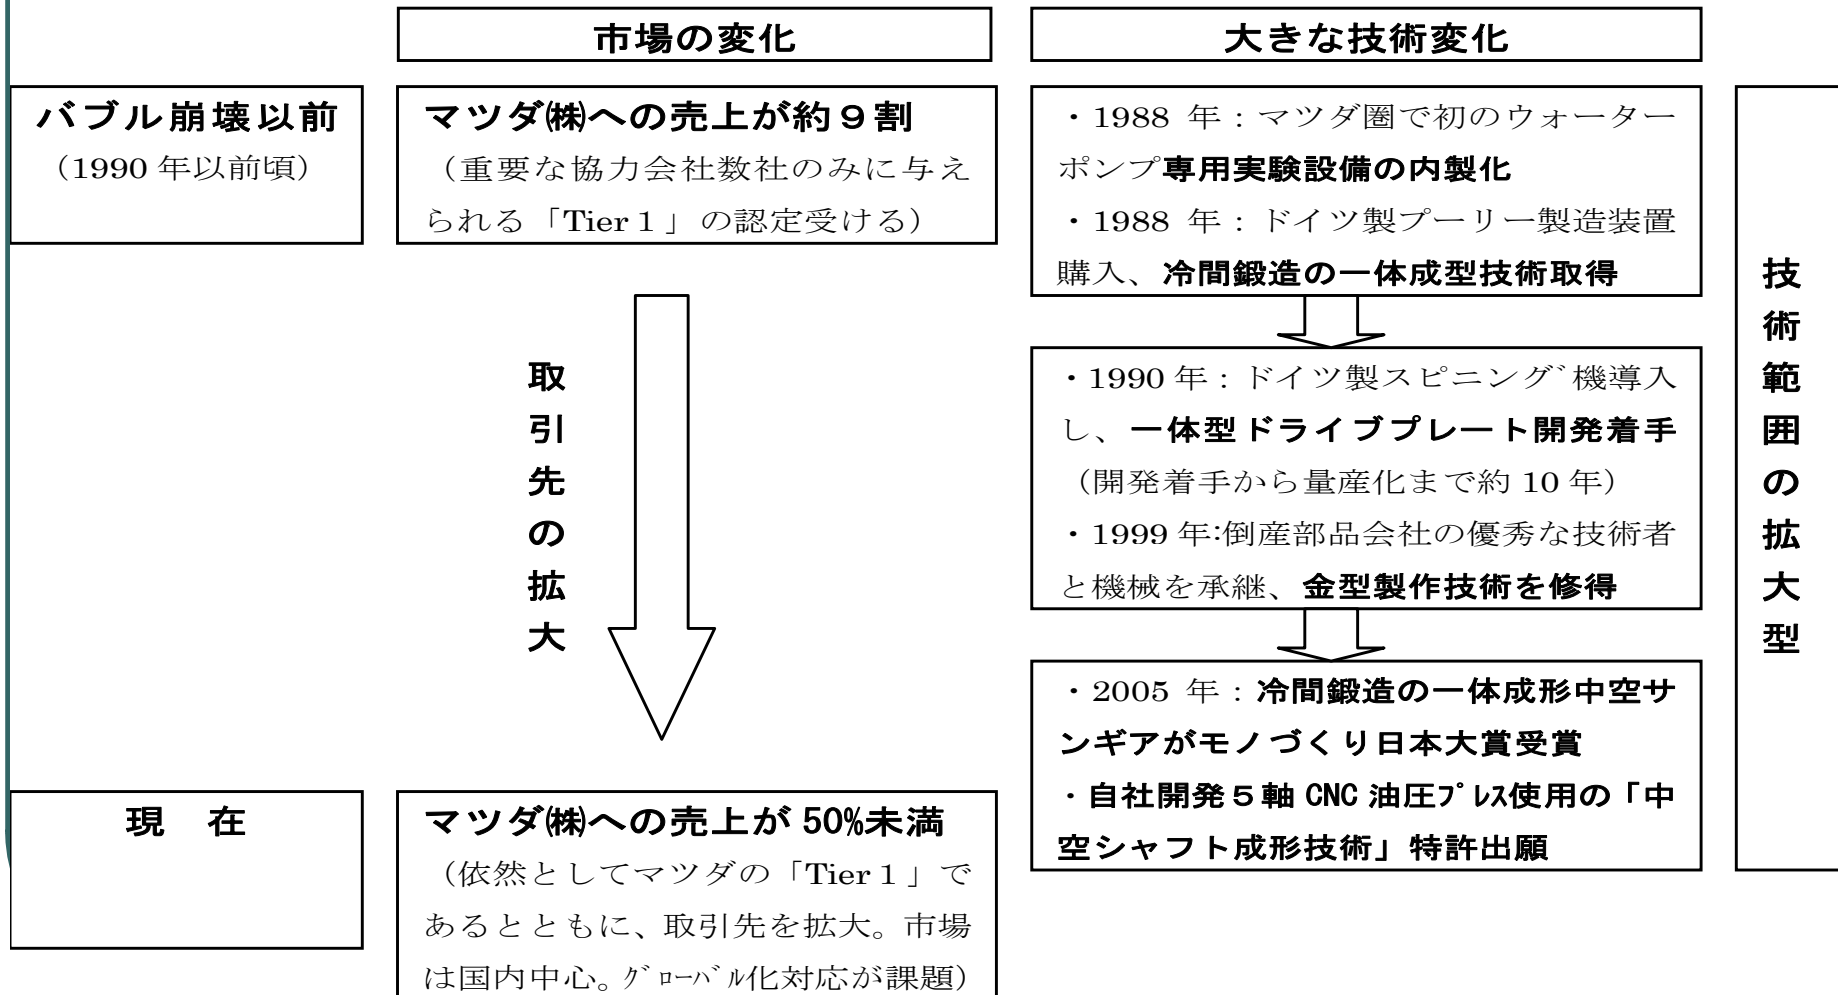 市場の変化
大きな技術変化
バブル崩壊以前
（1990 年以前頃）
マツダ㈱への売上が約９割
（重要な協力会社数社のみに与え
られる「Tier 1 」の認定受ける）
・1988 年：マツダ圏で初のウォーター
ポンプ専用実験設備の内製化
・1988 年：ドイツ製プーリー製造装置
購入、冷間鍛造の一体成型技術取得
取引先の拡大
・1990 年：ドイツ製スピニングﾞ機導入
し、一体型ドライブプレート開発着手
（開発着手から量産化まで約 10 年）
・1999 年:倒産部品会社の優秀な技術者
と機械を承継、金型製作技術を修得
・2005 年：冷間鍛造の一体成形中空サ
ンギアがモノづくり日本大賞受賞
・自社開発５軸 CNC 油圧ﾌﾟﾚｽ使用の「中
空シャフト成形技術」特許出願
技術範囲の拡大型
現　在
マツダ㈱への売上が 50%未満
（依然としてマツダの「Tier 1 」で
あるとともに、取引先を拡大。市場
は国内中心。ｸﾞﾛｰﾊﾞﾙ化対応が課題）